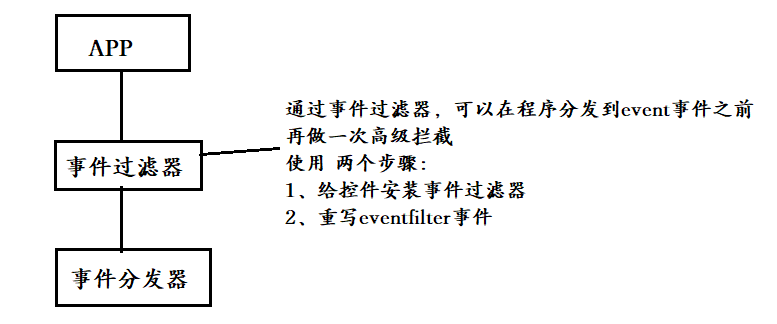 APP
通过事件过滤器，可以在程序分发到event事件之前
再做一次高级拦截
使用 两个步骤：
1、给控件安装事件过滤器
2、重写eventfilter事件
事件过滤器
事件分发器